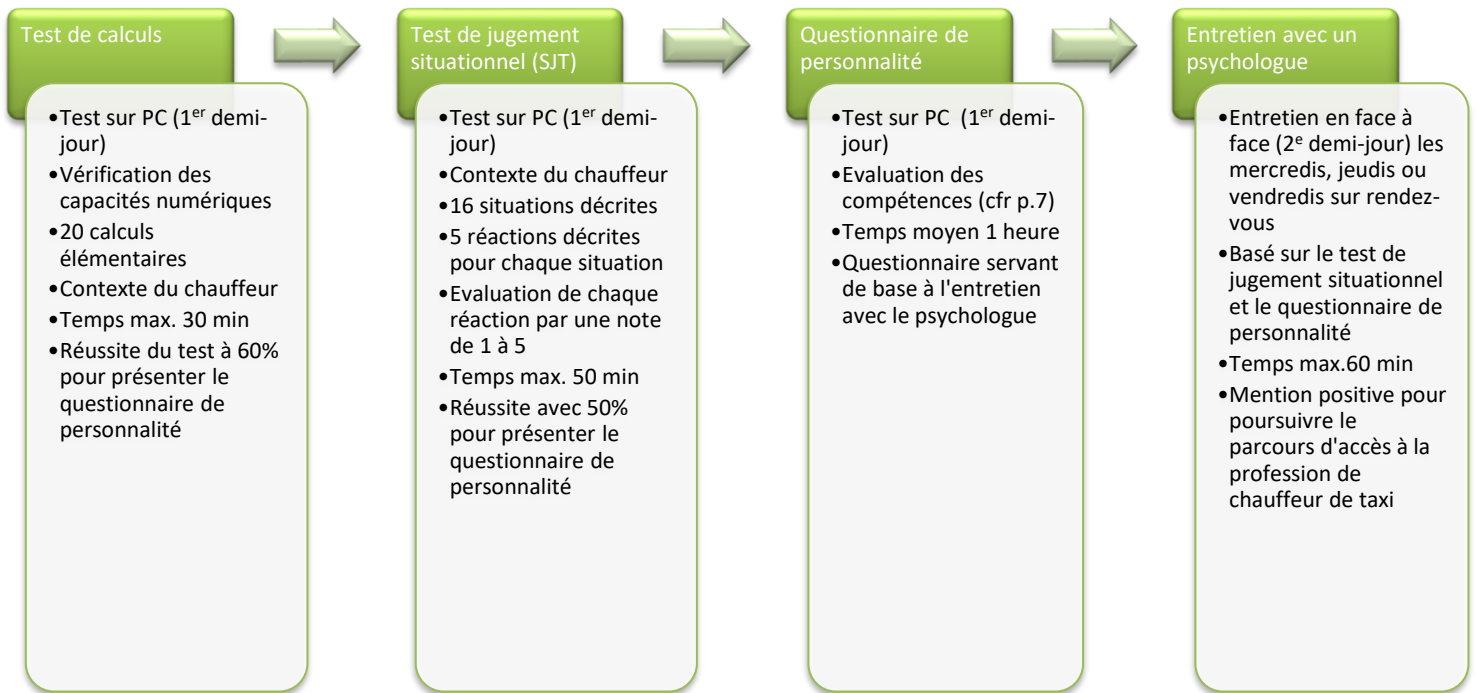 Test de calculs
•Test sur PC (1er demi-
jour)
•Vérification des
capacités numériques
•20 calculs
élémentaires
•Contexte du chauffeur
•Temps max. 30 min
•Réussite du test à 60%
pour présenter le
questionnaire de
personnalité
Test de jugement
situationnel (SJT)
•Test sur PC (1er demi-
jour)
•Contexte du chauffeur
•16 situations décrites
•5 réactions décrites
pour chaque situation
•Evaluation de chaque
réaction par une note
de 1 à 5
•Temps max. 50 min
•Réussite avec 50%
pour présenter le
questionnaire de
personnalité
Questionnaire de
personnalité
•Test sur PC (1er demi-
jour)
•Evaluation des
compétences (cfr p.7)
•Temps moyen 1 heure
•Questionnaire servant
de base à l'entretien
avec le psychologue
Entretien avec un
psychologue
•Entretien en face à
face (2e demi-jour) les
mercredis, jeudis ou
vendredis sur rendez-
vous
•Basé sur le test de
jugement situationnel
et le questionnaire de
personnalité
•Temps max.60 min
•Mention positive pour
poursuivre le
parcours d'accès à la
profession de
chauffeur de taxi